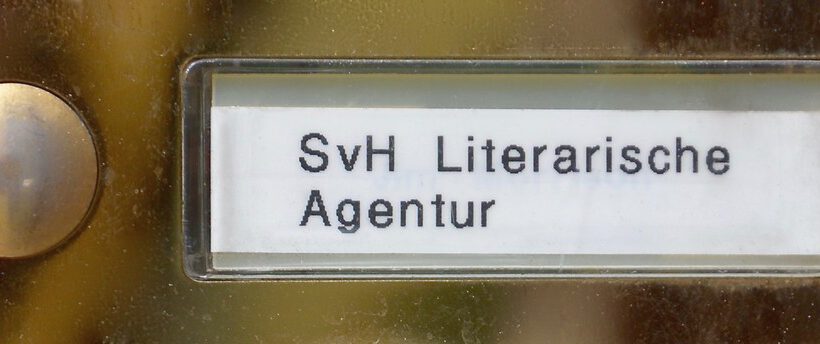 SvH Literarische
Agentur